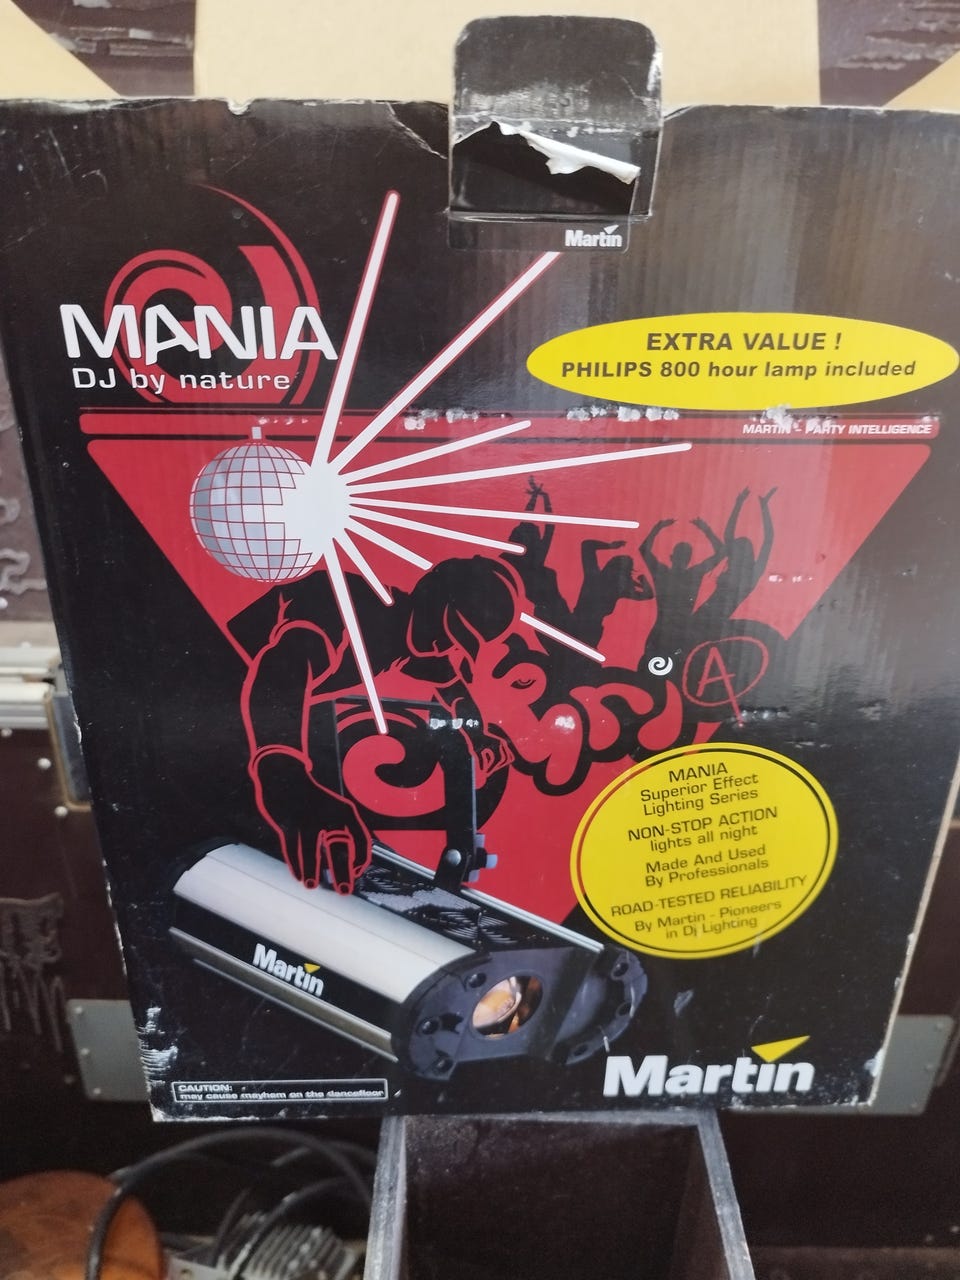 Martin
MANIA
DJ by nature
EXTRA VALUE !
PHILIPS 800 hour lamp included
MARTIN - PARTY INTELLIGENCE
A
DJ
MANIA
Superior Effect
Lighting Series
NON-STOP ACTION
lights all night
Made And Used
By Professionals
ROAD-TESTED RELIABILITY
By Martin - Pioneers
in Dj Lighting
Martin
Martin
CAUTION:
may cause mayhem on the dancefloor